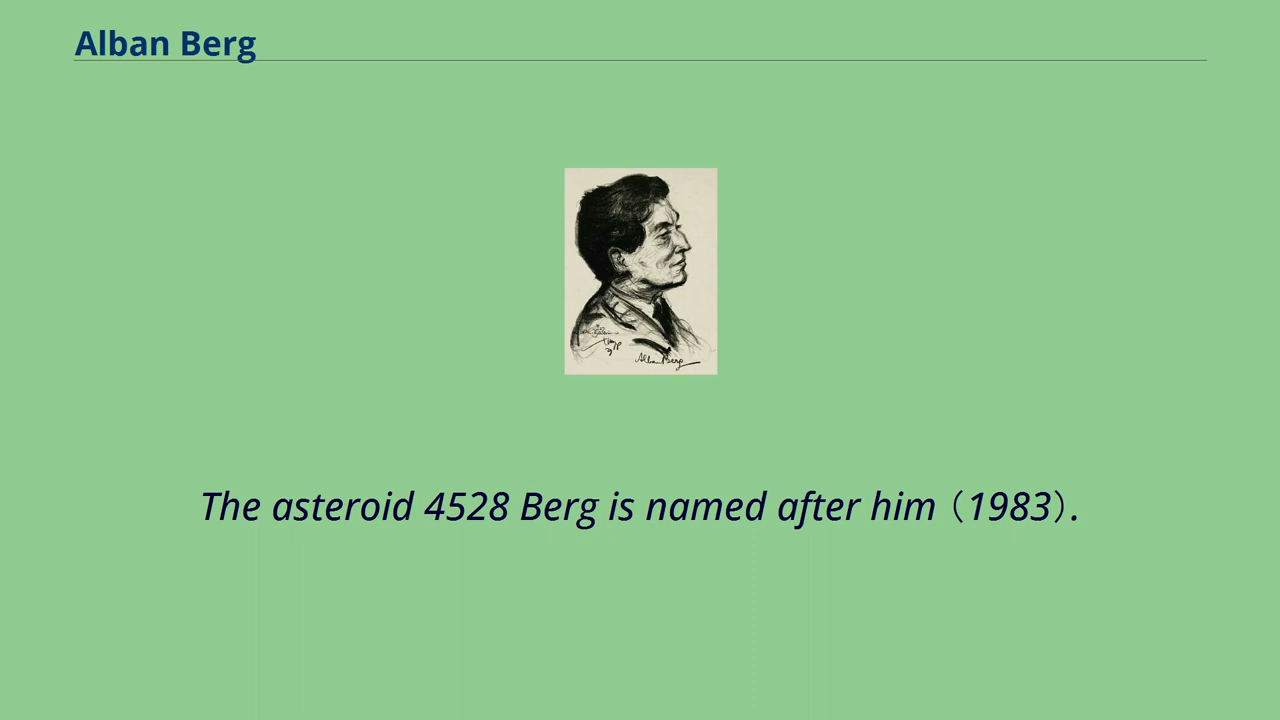 Alban Berg
Alban Berg
The asteroid 4528 Berg is named after him (1983).